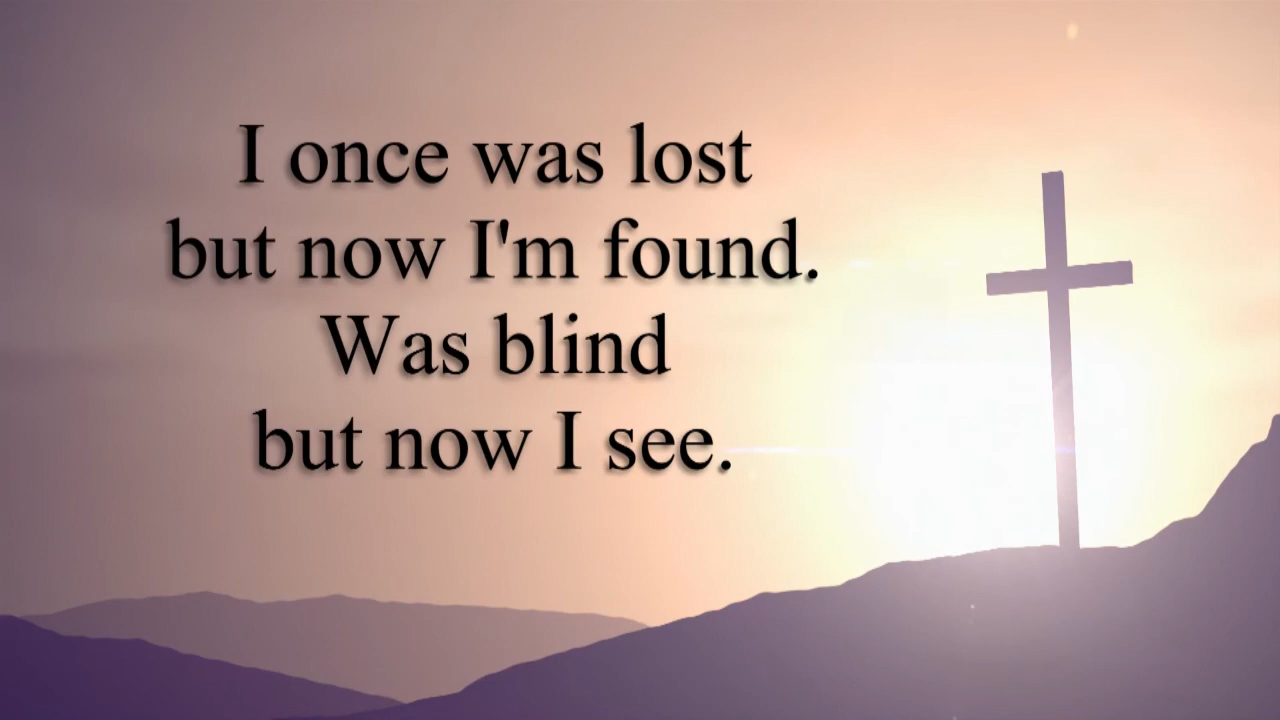 I once was lost
but now I'm found.
Was blind
but now I see.